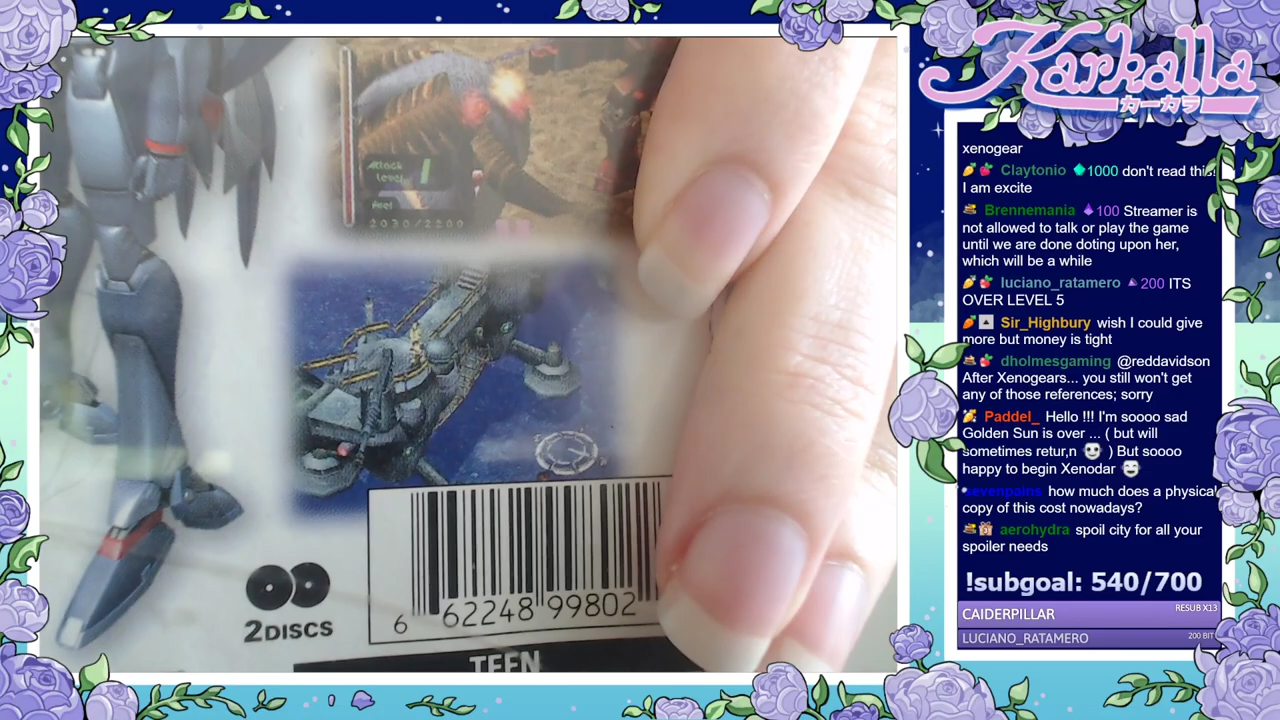 Attack
Level
Fuel
2030/2200
2DISCS
6 62248 99802
TEEN
Karkalla
カーカラ
xenogear
Claytonio 1000 don't read this!
I am excite
Brennemania 100 Streamer is
not allowed to talk or play the game
until we are done doting upon her,
which will be a while
luciano_ratamero 200 ITS
OVER LEVEL 5
Sir_Highbury wish I could give
more but money is tight
dholmesgaming @reddavidson
After Xenogears... you still won't get
any of those references; sorry
Paddel_ Hello !!! I'm soooo sad
Golden Sun is over ... ( but will
sometimes retur,n ) But soooo
happy to begin Xenodar
sevenpains how much does a physical
copy of this cost nowadays?
aerohydra spoil city for all your
spoiler needs
!subgoal: 540/700
CAIDERPILLAR RESUB X13
LUCIANO_RATAMERO 200 BIT